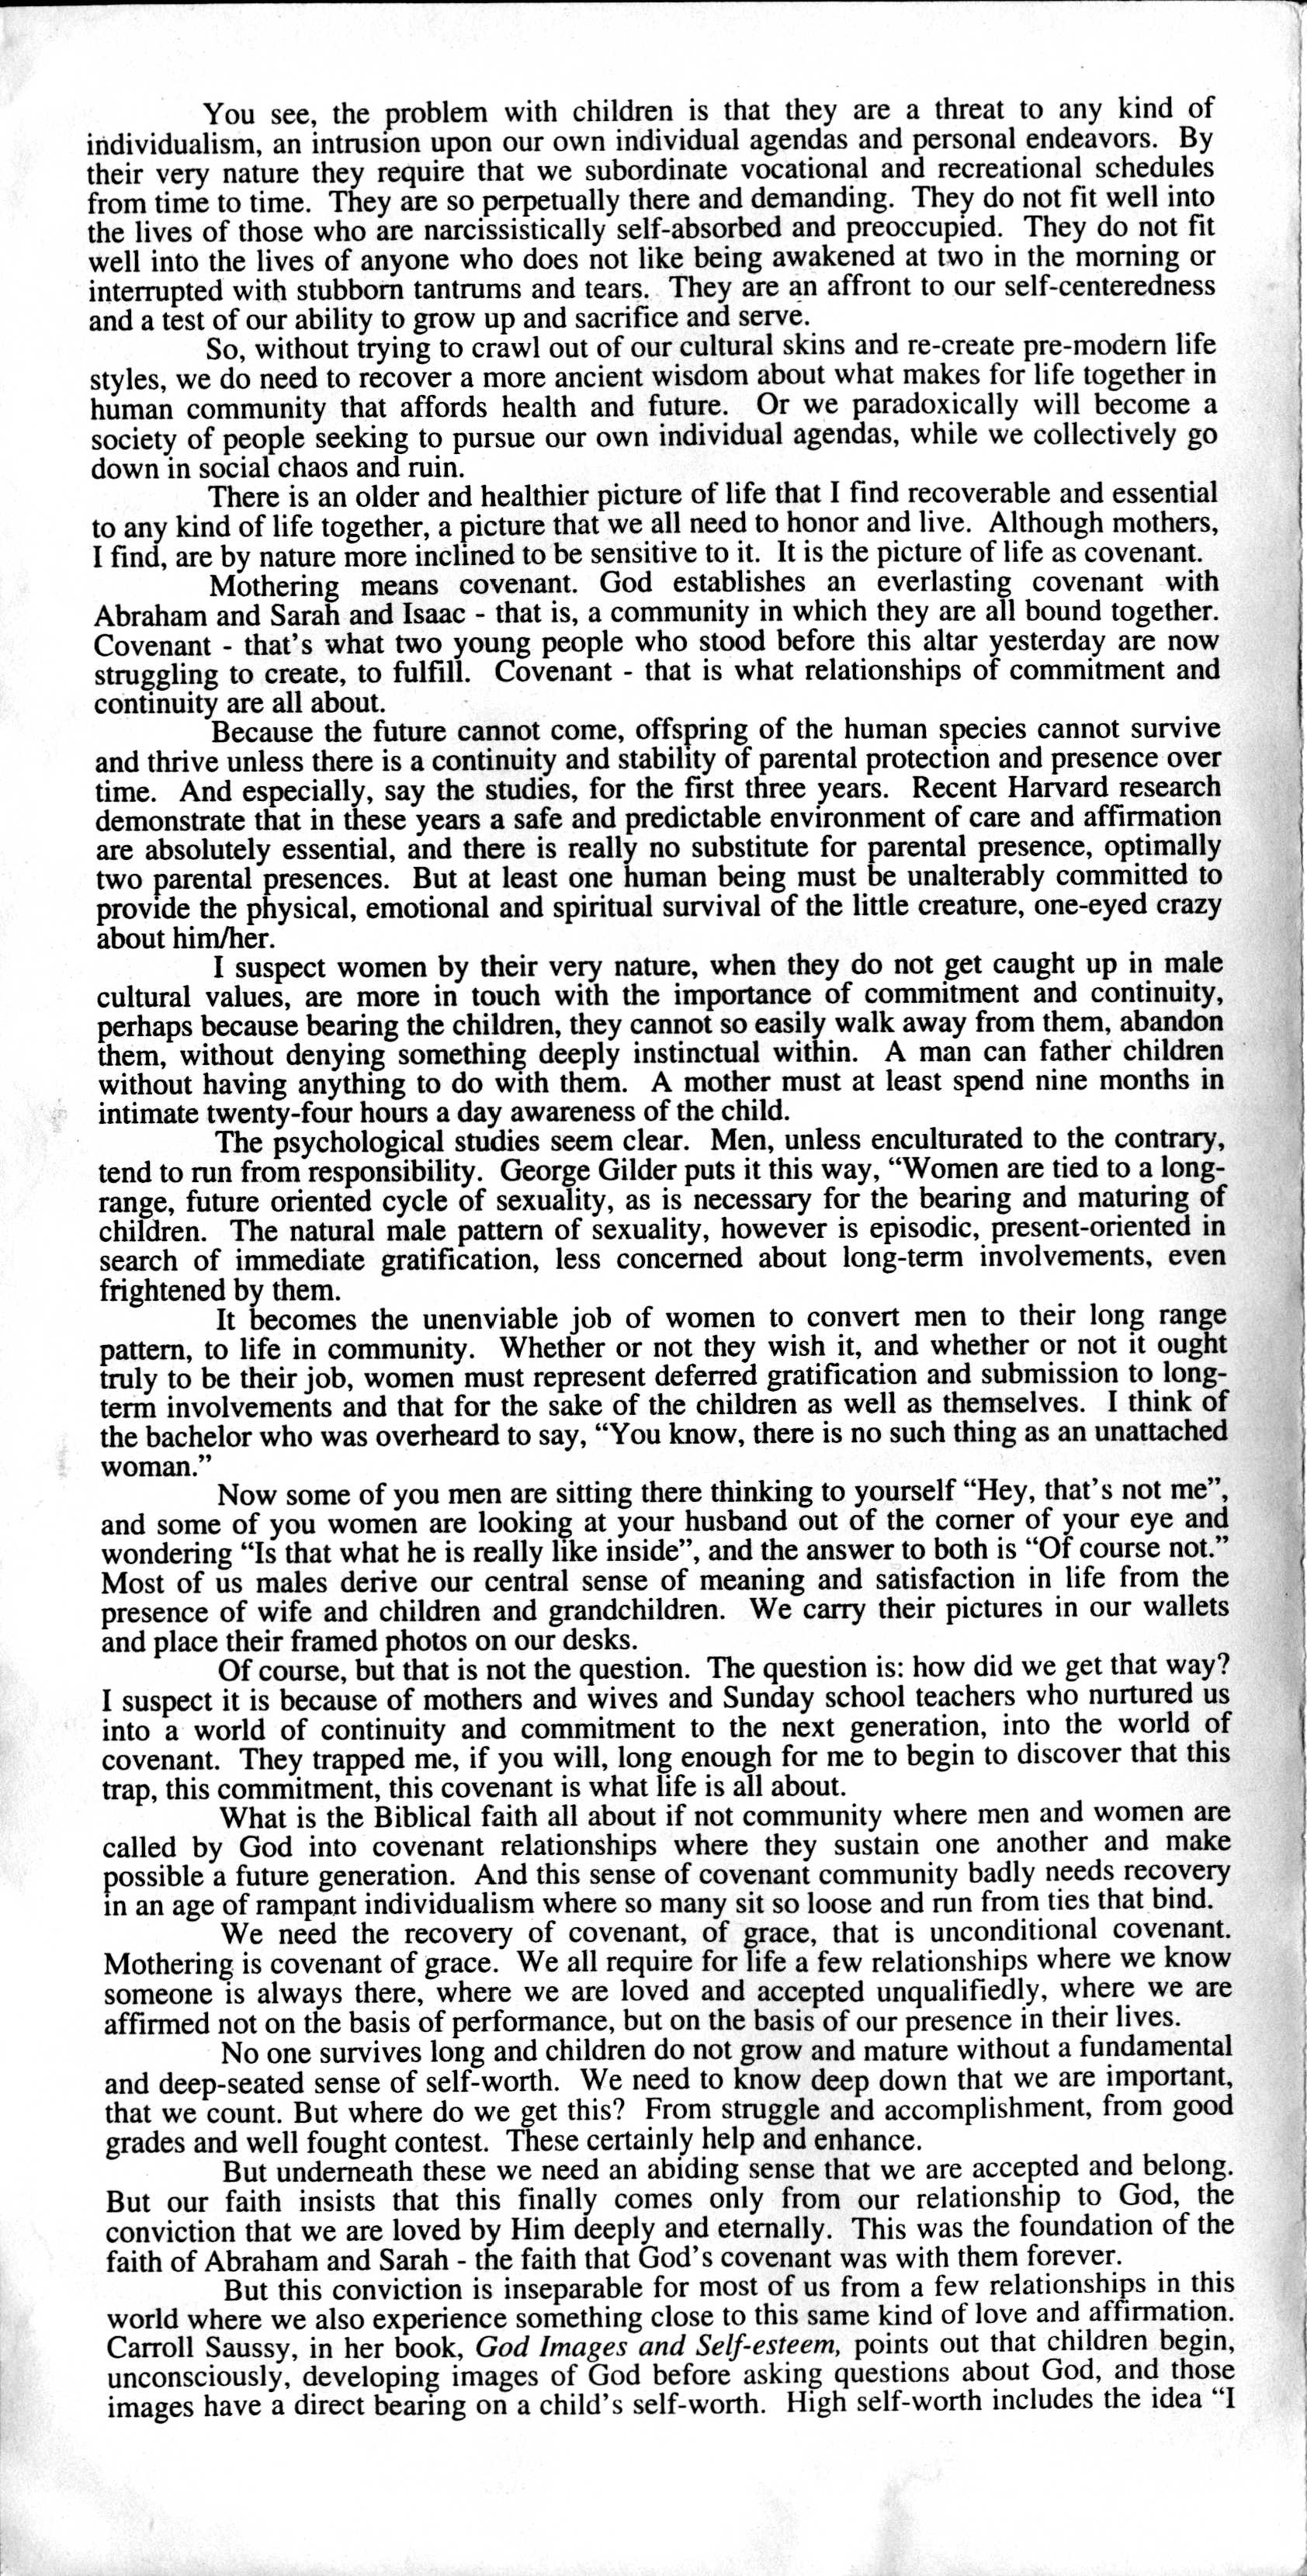 You see, the problem with children is that they are a threat to any kind of
individualism, an intrusion upon our own individual agendas and personal endeavors. By
their very nature they require that we subordinate vocational and recreational schedules
from time to time. They are so perpetually there and demanding. They do not fit well into
the lives of those who are narcissistically self-absorbed and preoccupied. They do not fit
well into the lives of anyone who does not like being awakened at two in the morning or
interrupted with stubborn tantrums and tears. They are an affront to our self-centeredness
and a test of our ability to grow up and sacrifice and serve.
So, without trying to crawl out of our cultural skins and re-create pre-modern life
styles, we do need to recover a more ancient wisdom about what makes for life together in
human community that affords health and future. Or we paradoxically will become a
society of people seeking to pursue our own individual agendas, while we collectively go
down in social chaos and ruin.
There is an older and healthier picture of life that I find recoverable and essential
to any kind of life together, a picture that we all need to honor and live. Although mothers,
I find, are by nature more inclined to be sensitive to it. It is the picture of life as covenant.
Mothering means covenant. God establishes an everlasting covenant with
Abraham and Sarah and Isaac - that is, a community in which they are all bound together.
Covenant - that's what two young people who stood before this altar yesterday are now
struggling to create, to fulfill. Covenant - that is what relationships of commitment and
continuity are all about.
Because the future cannot come, offspring of the human species cannot survive
and thrive unless there is a continuity and stability of parental protection and presence over
time. And especially, say the studies, for the first three years. Recent Harvard research
demonstrate that in these years a safe and predictable environment of care and affirmation
are absolutely essential, and there is really no substitute for parental presence, optimally
two parental presences. But at least one human being must be unalterably committed to
provide the physical, emotional and spiritual survival of the little creature, one-eyed crazy
about him/her.
I suspect women by their very nature, when they do not get caught up in male
cultural values, are more in touch with the importance of commitment and continuity,
perhaps because bearing the children, they cannot so easily walk away from them, abandon
them, without denying something deeply instinctual within. A man can father children
without having anything to do with them. A mother must at least spend nine months in
intimate twenty-four hours a day awareness of the child.
The psychological studies seem clear. Men, unless enculturated to the contrary,
tend to run from responsibility. George Gilder puts it this way, “Women are tied to a long-
range, future oriented cycle of sexuality, as is necessary for the bearing and maturing of
children. The natural male pattern of sexuality, however is episodic, present-oriented in
search of immediate gratification, less concerned about long-term involvements, even
frightened by them.
It becomes the unenviable job of women to convert men to their long range
pattern, to life in community. Whether or not they wish it, and whether or not it ought
truly to be their job, women must represent deferred gratification and submission to long-
term involvements and that for the sake of the children as well as themselves. I think of
the bachelor who was overheard to say, “You know, there is no such thing as an unattached
woman.”
Now some of you men are sitting there thinking to yourself “Hey, that's not me”,
and some of you women are looking at your husband out of the corner of your eye and
wondering “Is that what he is really like inside”, and the answer to both is “Of course not.”
Most of us males derive our central sense of meaning and satisfaction in life from the
presence of wife and children and grandchildren. We carry their pictures in our wallets
and place their framed photos on our desks.
Of course, but that is not the question. The question is: how did we get that way?
I suspect it is because of mothers and wives and Sunday school teachers who nurtured us
into a world of continuity and commitment to the next generation, into the world of
covenant. They trapped me, if you will, long enough for me to begin to discover that this
trap, this commitment, this covenant is what life is all about.
What is the Biblical faith all about if not community where men and women are
called by God into covenant relationships where they sustain one another and make
possible a future generation. And this sense of covenant community badly needs recovery
in an age of rampant individualism where so many sit so loose and run from ties that bind.
We need the recovery of covenant, of grace, that is unconditional covenant.
Mothering is covenant of grace. We all require for life a few relationships where we know
someone is always there, where we are loved and accepted unqualifiedly, where we are
affirmed not on the basis of performance, but on the basis of our presence in their lives.
No one survives long and children do not grow and mature without a fundamental
and deep-seated sense of self-worth. We need to know deep down that we are important,
that we count. But where do we get this? From struggle and accomplishment, from good
grades and well fought contest. These certainly help and enhance.
But underneath these we need an abiding sense that we are accepted and belong.
But our faith insists that this finally comes only from our relationship to God, the
conviction that we are loved by Him deeply and eternally. This was the foundation of the
faith of Abraham and Sarah - the faith that God's covenant was with them forever.
But this conviction is inseparable for most of us from a few relationships in this
world where we also experience something close to this same kind of love and affirmation.
Carroll Saussy, in her book, God Images and Self-esteem, points out that children begin,
unconsciously, developing images of God before asking questions about God, and those
images have a direct bearing on a child's self-worth. High self-worth includes the idea “I